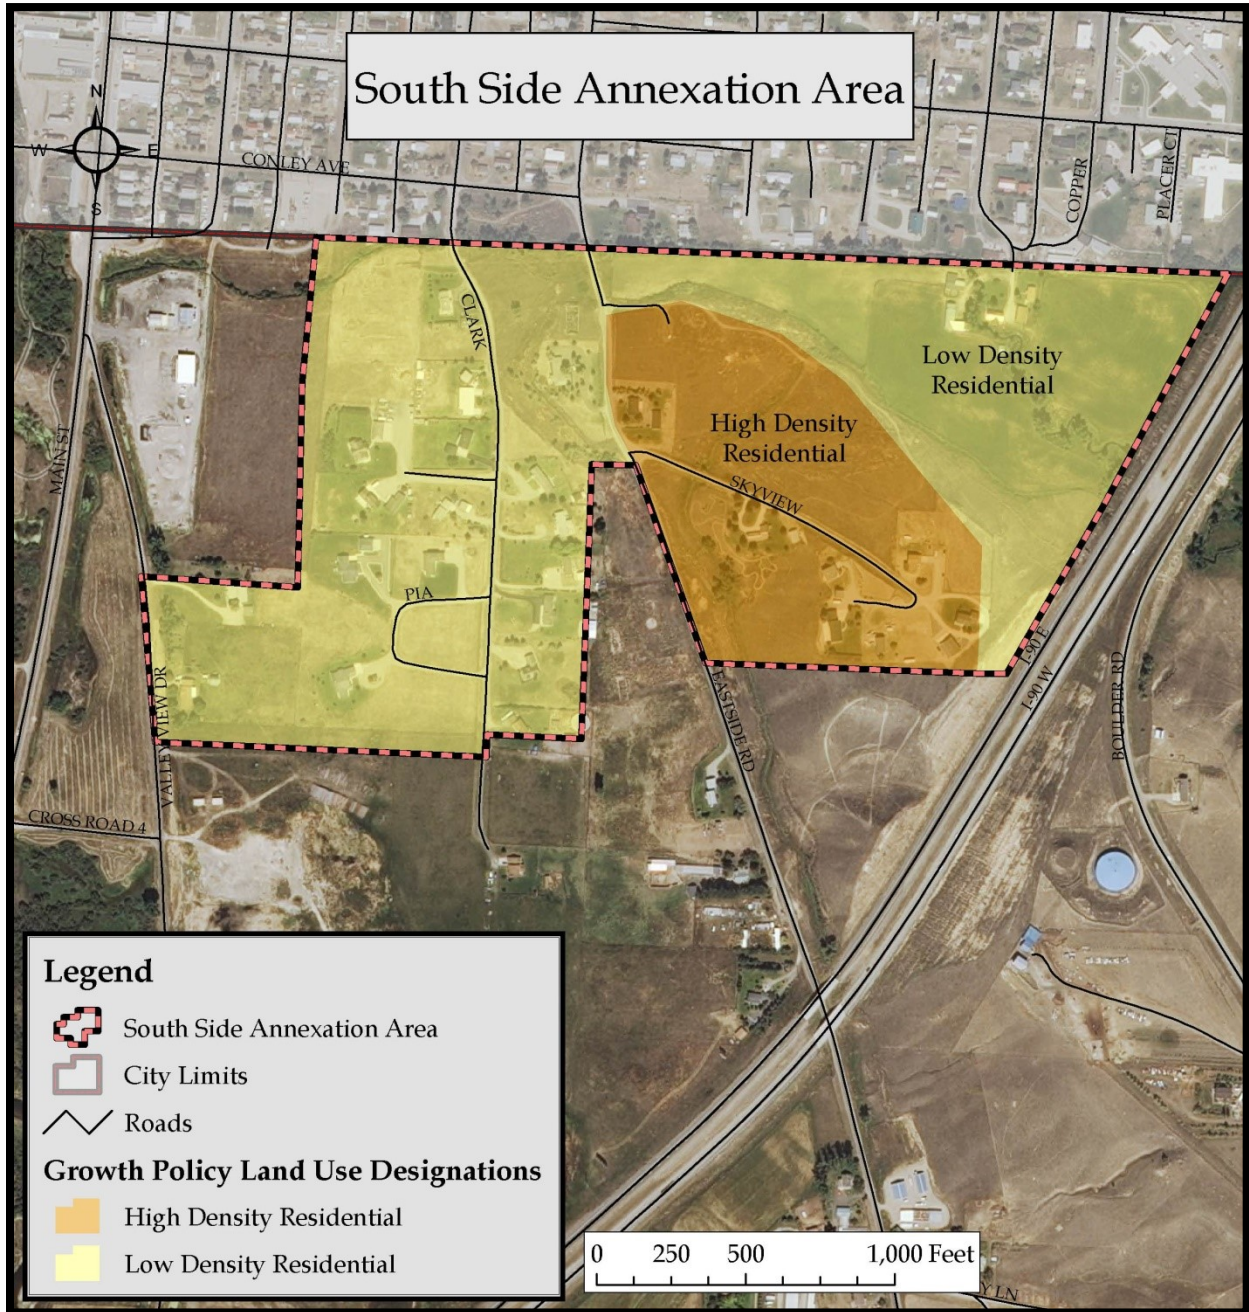 South Side Annexation Area
N
W E
S
CONLEY AVE
COPPER
PLACER CT
CLARK
MAIN ST
Low Density
Residential
High Density
Residential
SKYVIEW
PIA
VALLEY VIEW DR
EASTSIDE RD
I-90 E
I-90 W
BOULDER RD
CROSS ROAD 4
Legend
South Side Annexation Area
City Limits
Roads
Growth Policy Land Use Designations
High Density Residential
Low Density Residential
0 250 500 1,000 Feet
Y LN